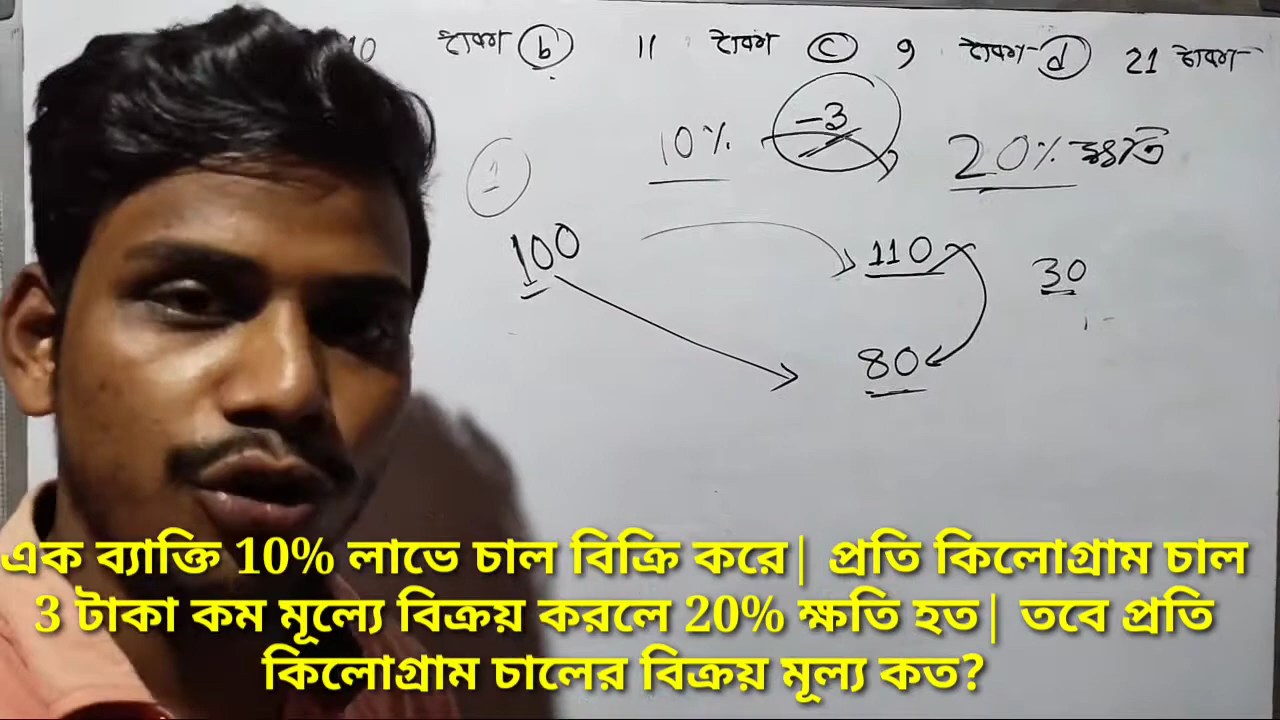 10 টাকা (b) 11 টাকা (c) 9 টাকা (d) 21 টাকা
10% -3 20% ক্ষতি
100 110 30
80
এক ব্যাক্তি 10% লাভে চাল বিক্রি করে| প্রতি কিলোগ্রাম চাল
3 টাকা কম মূল্যে বিক্রয় করলে 20% ক্ষতি হত| তবে প্রতি
কিলোগ্রাম চালের বিক্রয় মূল্য কত?